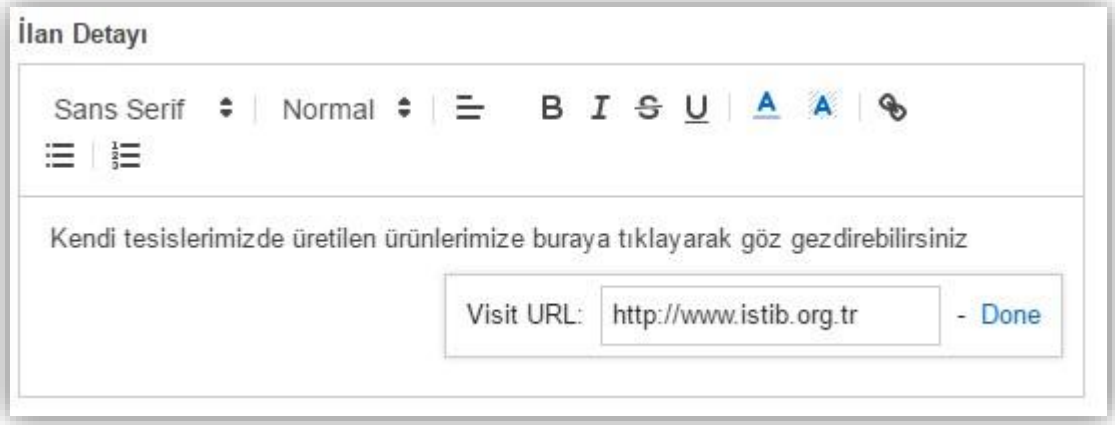 İlan Detayı
Sans Serif Normal B I S U A A
Kendi tesislerimizde üretilen ürünlerimize buraya tıklayarak göz gezdirebilirsiniz
Visit URL: http://www.istib.org.tr - Done